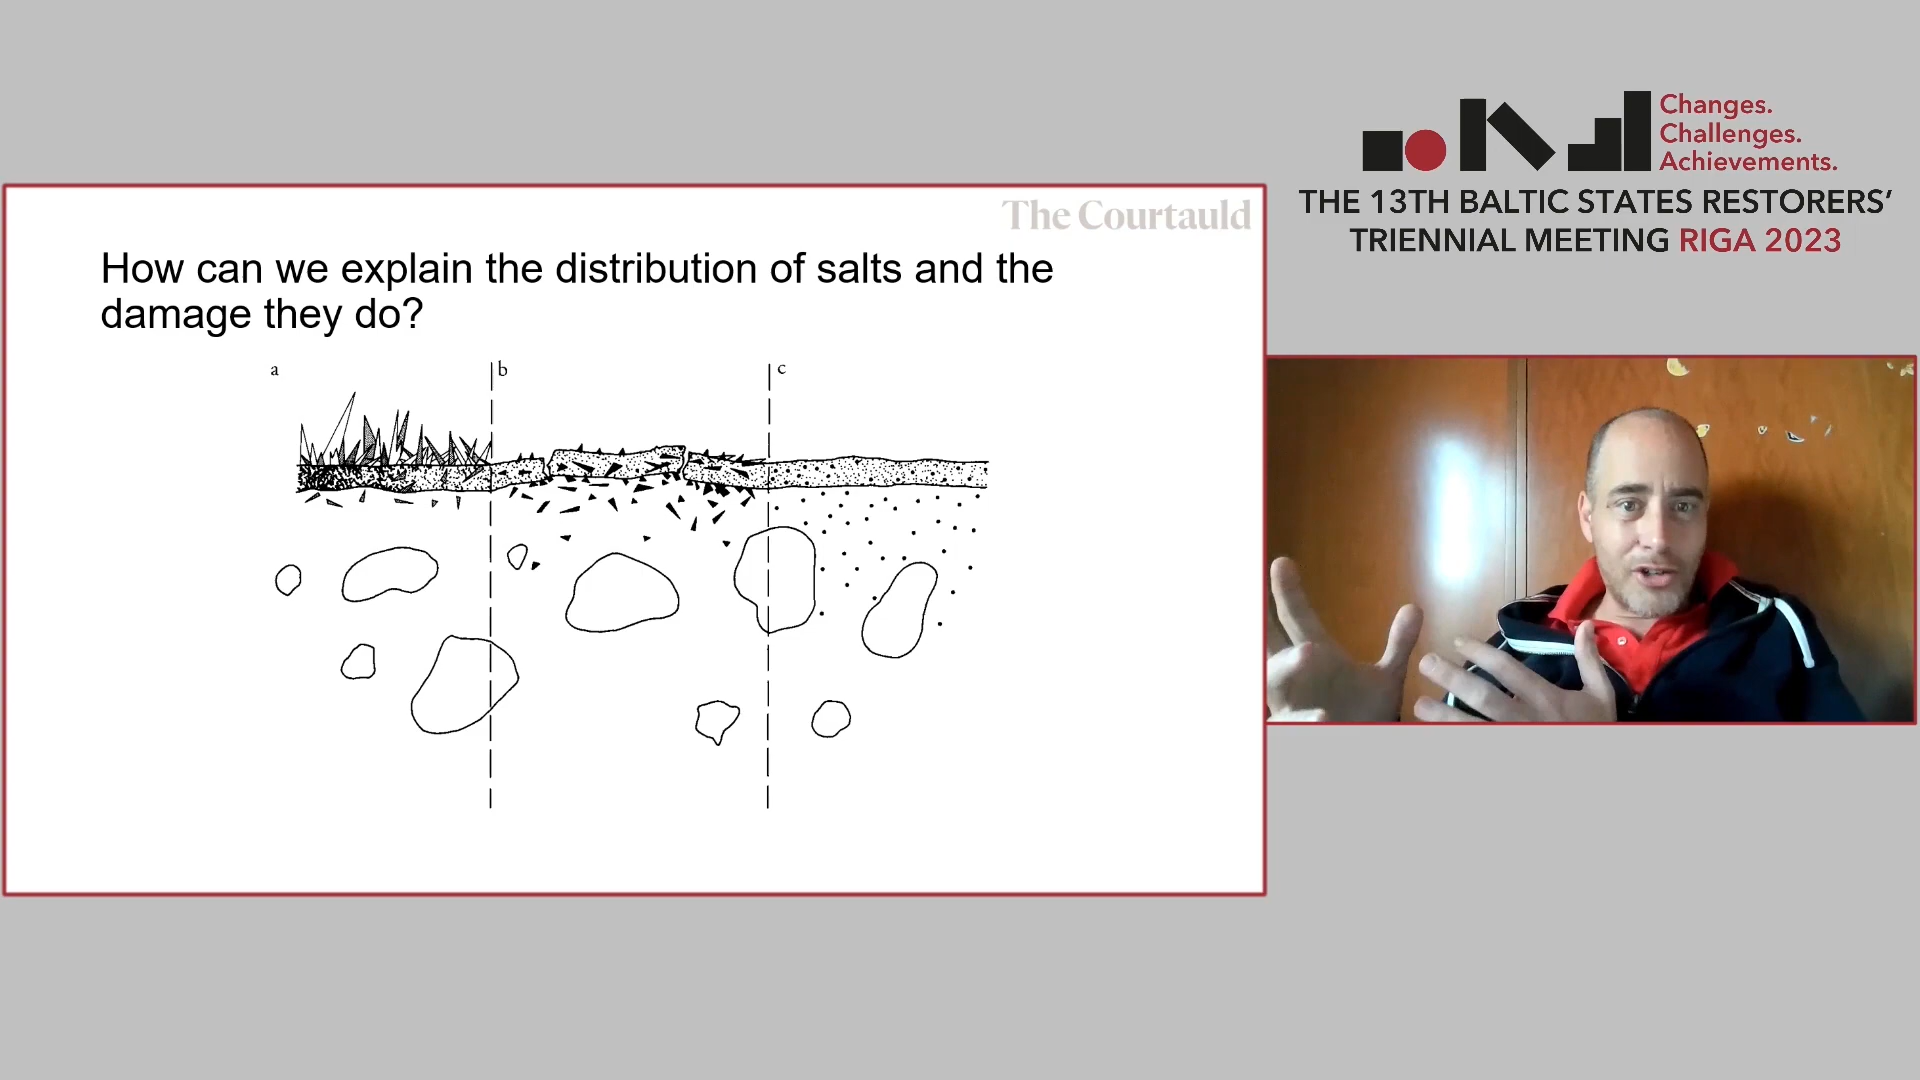 The Courtauld
How can we explain the distribution of salts and the
damage they do?
a
b
c
Changes.
Challenges.
Achievements.
THE 13TH BALTIC STATES RESTORERS’
TRIENNIAL MEETING RIGA 2023